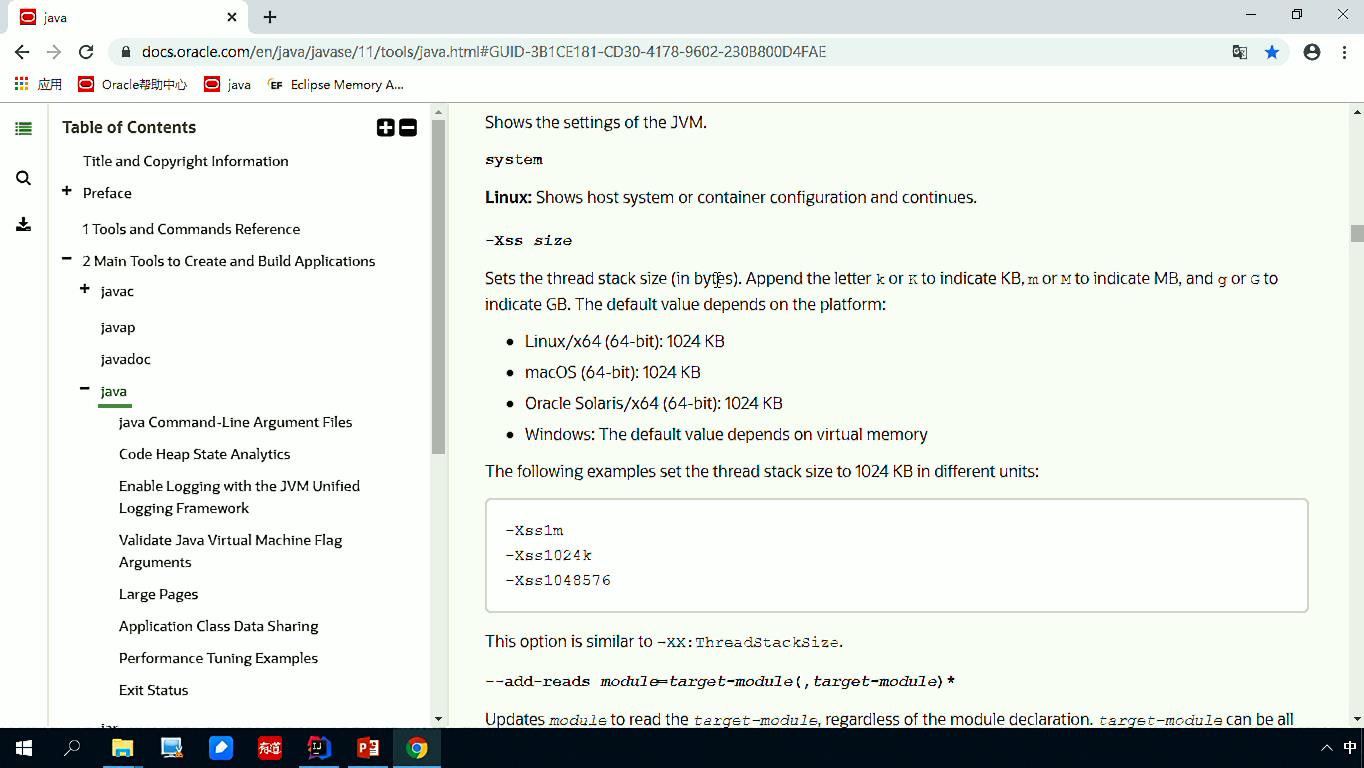 java
docs.oracle.com/en/java/javase/11/tools/java.html#GUID-3B1CE181-CD30-4178-9602-230B800D4FAE
应用 Oracle帮助中心 java EF Eclipse Memory A...
Table of Contents
Title and Copyright Information
Preface
1 Tools and Commands Reference
2 Main Tools to Create and Build Applications
javac
javap
javadoc
java
java Command-Line Argument Files
Code Heap State Analytics
Enable Logging with the JVM Unified
Logging Framework
Validate Java Virtual Machine Flag
Arguments
Large Pages
Application Class Data Sharing
Performance Tuning Examples
Exit Status
jar
Shows the settings of the JVM.
system
Linux: Shows host system or container configuration and continues.
-Xss size
Sets the thread stack size (in bytes). Append the letter k or K to indicate KB, m or M to indicate MB, and g or G to
indicate GB. The default value depends on the platform:
• Linux/x64 (64-bit): 1024 KB
• macOS (64-bit): 1024 KB
• Oracle Solaris/x64 (64-bit): 1024 KB
• Windows: The default value depends on virtual memory
The following examples set the thread stack size to 1024 KB in different units:
-Xss1m
-Xss1024k
-Xss1048576
This option is similar to -XX:ThreadStackSize.
--add-reads module=target-module(,target-module)*
Updates module to read the target-module, regardless of the module declaration. target-module can be all
有道 IJ P 中